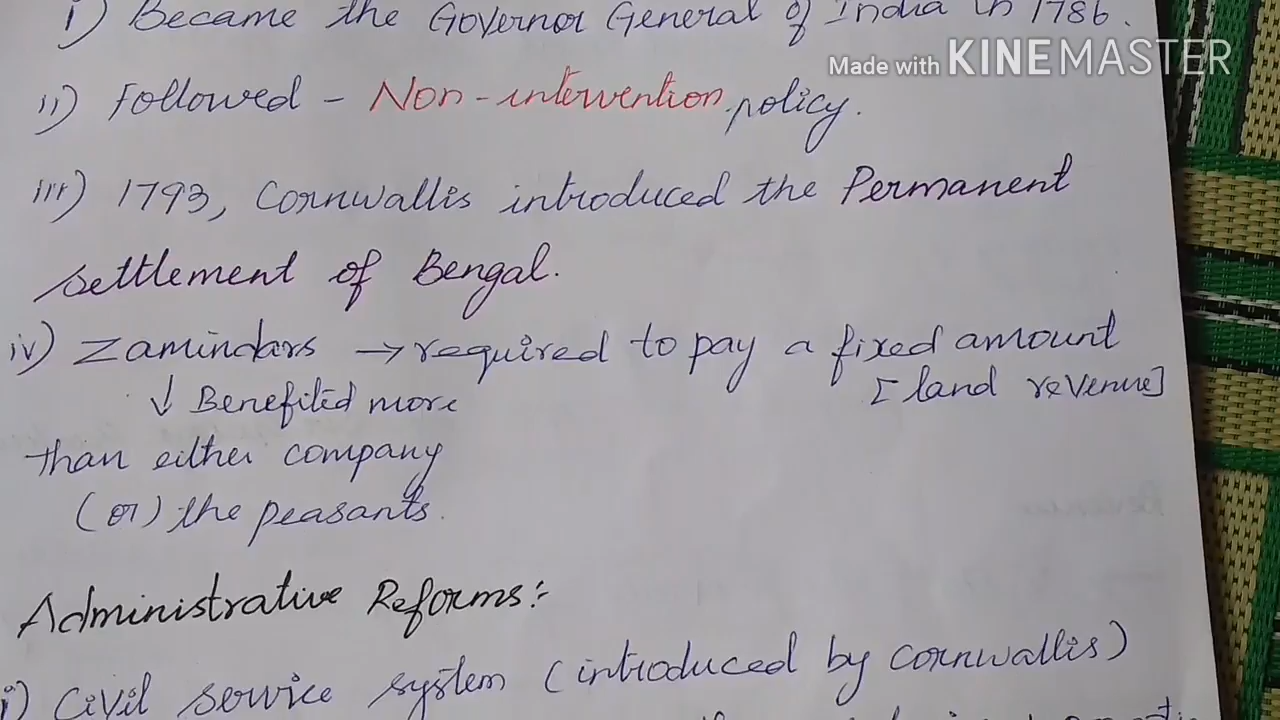 i) Became the Governor General of India in 1786.
Made with KINEMASTER
ii) Followed - Non-intervention policy.
iii) 1793, Cornwallis introduced the Permanent
settlement of Bengal.
iv) Zamindars → required to pay a fixed amount
[land revenue]
↓ Benefited more
than either company
(or) the peasants.
Administrative Reforms:-
i) Civil service system (introduced by Cornwallis)